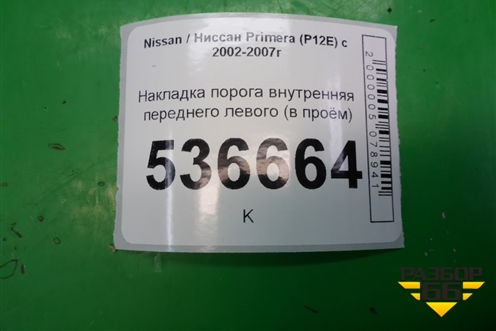 Nissan / Ниссан Primera (P12E) с
2002-2007г
Накладка порога внутренняя
переднего левого (в проём)
536664
К
2000005078941
РАЗБОР
66